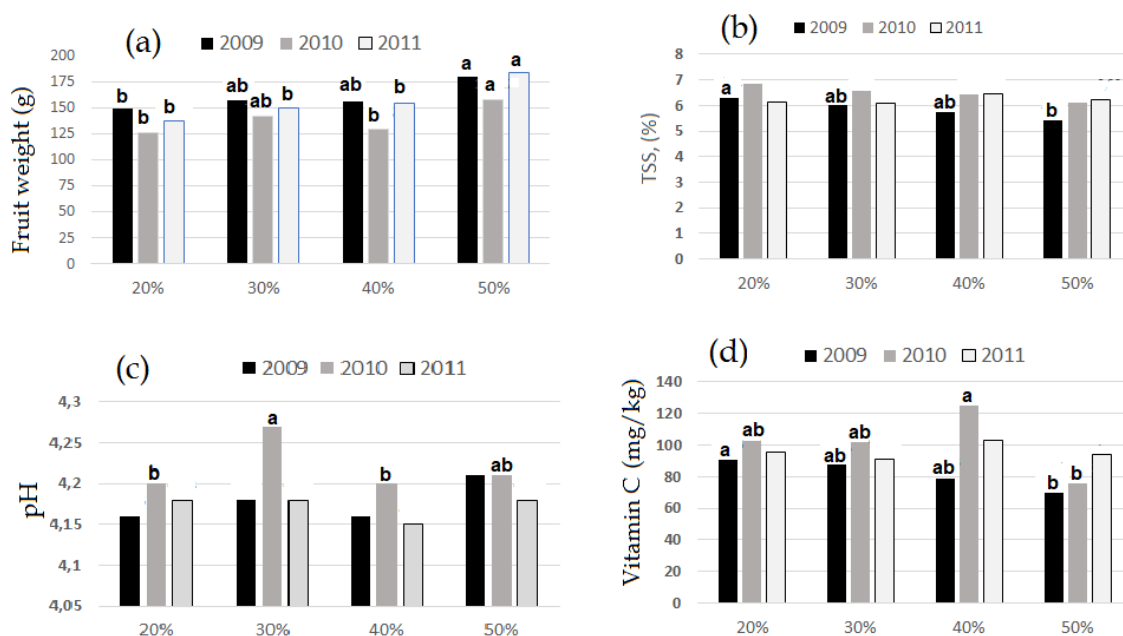 (a)
2009 2010 2011
Fruit weight (g)
200
175
150
125
100
75
50
25
0
b b b
ab ab b
ab b b
a a a
20% 30% 40% 50%
(b)
2009 2010 2011
TSS, (%)
8
7
6
5
4
3
2
1
0
a ab ab b
20% 30% 40% 50%
(c)
2009 2010 2011
pH
4,3
4,25
4,2
4,15
4,1
4,05
b a b ab
20% 30% 40% 50%
(d)
2009 2010 2011
Vitamin C (mg/kg)
140
120
100
80
60
40
20
0
a ab
ab ab
ab a
b b
20% 30% 40% 50%